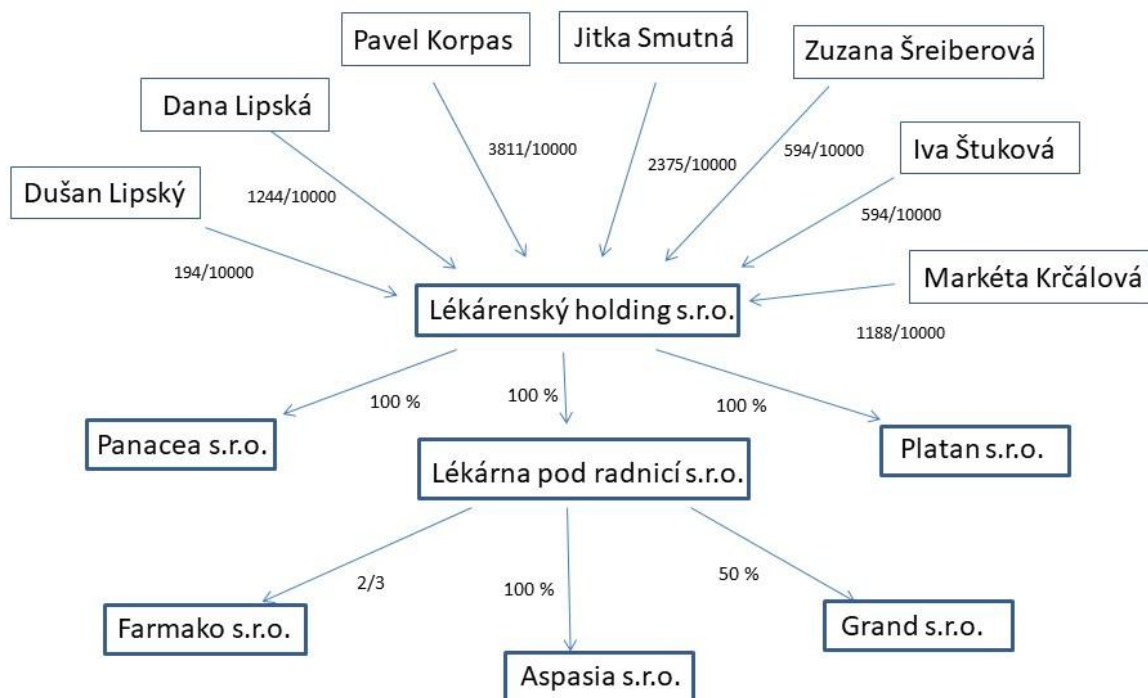 Pavel Korpas
Jitka Smutná
Zuzana Šreiberová
Dana Lipská
Iva Štuková
Dušan Lipský
Markéta Krčálová
3811/10000
2375/10000
594/10000
1244/10000
594/10000
194/10000
1188/10000
Lékárenský holding s.r.o.
100 %
100 %
100 %
Panacea s.r.o.
Lékárna pod radnicí s.r.o.
Platan s.r.o.
2/3
100 %
50 %
Farmako s.r.o.
Aspasia s.r.o.
Grand s.r.o.